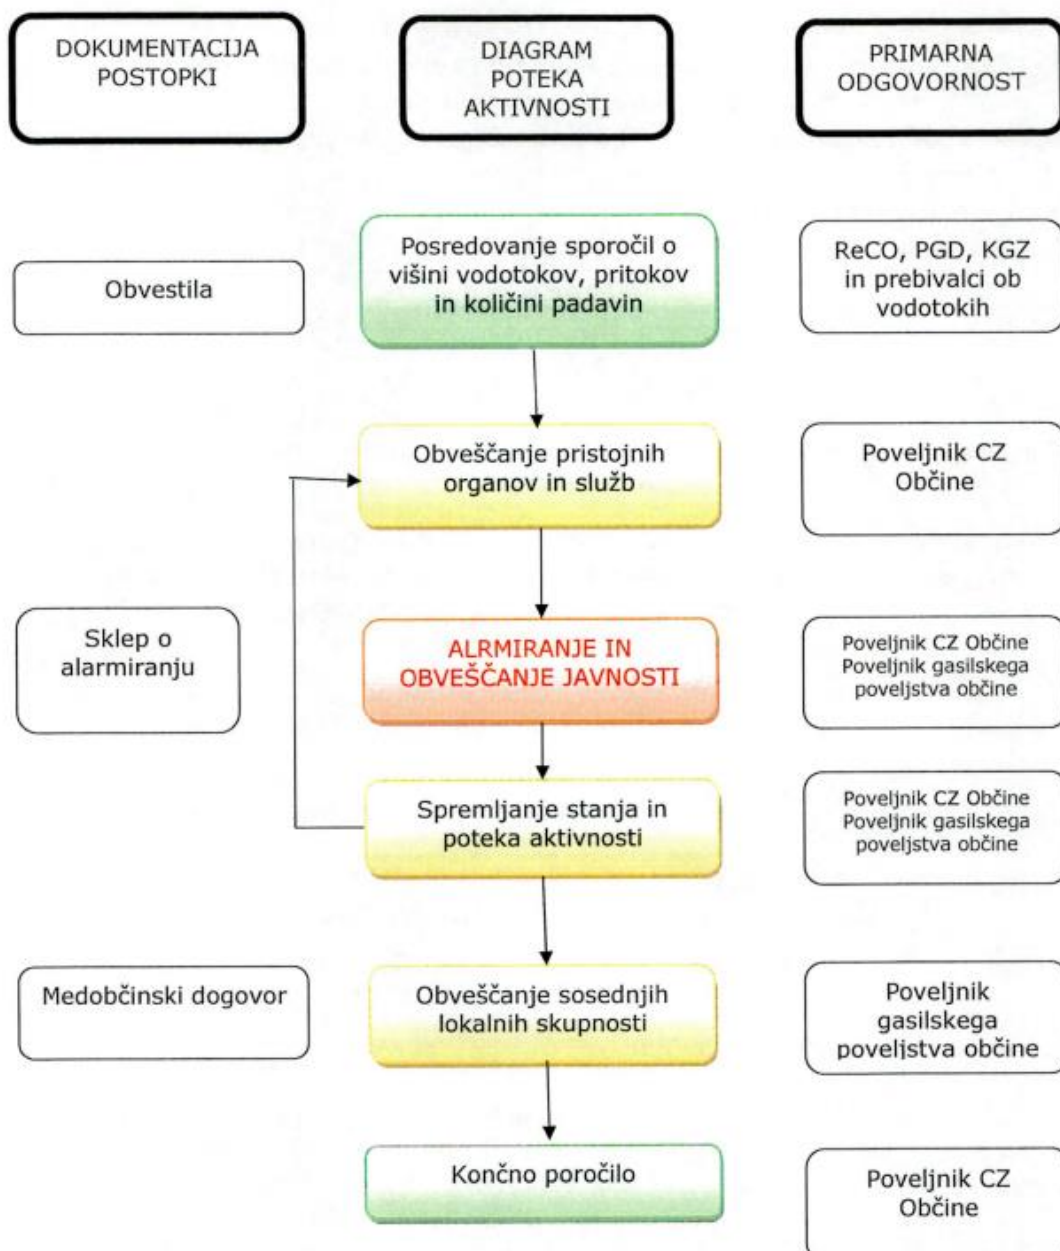 DOKUMENTACIJA
POSTOPKI
DIAGRAM
POTEKA
AKTIVNOSTI
PRIMARNA
ODGOVORNOST
Obvestila
Posredovanje sporočil o
višini vodotokov, pritokov
in količini padavin
ReCO, PGD, KGZ
in prebivalci ob
vodotokih
Obveščanje pristojnih
organov in služb
Poveljnik CZ
Občine
Sklep o
alarmiranju
ALRMIRANJE IN
OBVEŠČANJE JAVNOSTI
Poveljnik CZ Občine
Poveljnik gasilskega
poveljstva občine
Spremljanje stanja in
poteka aktivnosti
Poveljnik CZ Občine
Poveljnik gasilskega
poveljstva občine
Medobčinski dogovor
Obveščanje sosednjih
lokalnih skupnosti
Poveljnik
gasilskega
poveljstva občine
Končno poročilo
Poveljnik CZ
Občine